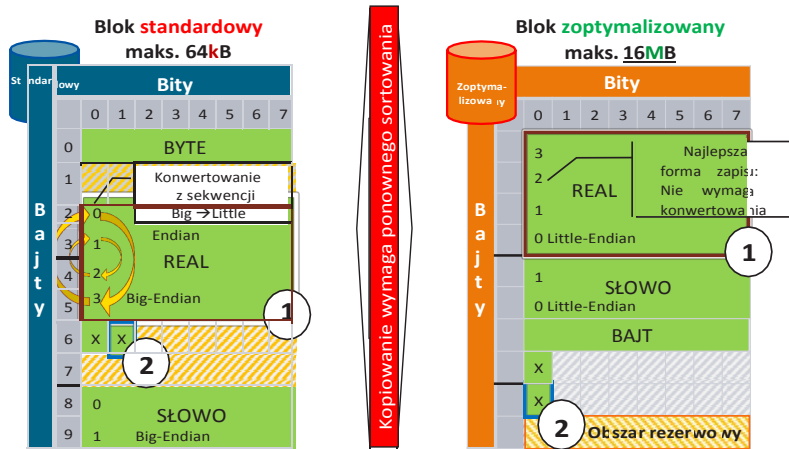 Blok standardowy
maks. 64kB
Standardowy
Bity
0 1 2 3 4 5 6 7
Bajty
0
BYTE
1
Konwertowanie
z sekwencji
Big → Little
2
0
Endian
3
1
REAL
4
2
5
3 Big-Endian
1
6
X X
2
7
8
0
SŁOWO
9
1 Big-Endian
Kopiowanie wymaga ponownego sortowania
Blok zoptymalizowany
maks. 16MB
Zoptyma-
lizowany
Bity
0 1 2 3 4 5 6 7
Bajty
3
2
REAL
1
0 Little-Endian
Najlepsza
forma zapisu:
Nie wymaga
konwertowania
1
1
SŁOWO
0 Little-Endian
BAJT
X
X
2
Obszar rezerwowy